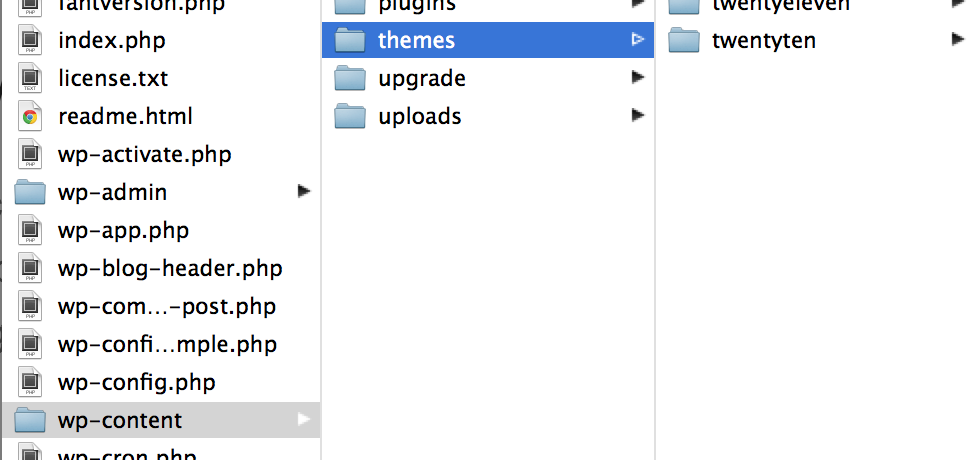 fantversion.php
index.php
license.txt
readme.html
wp-activate.php
wp-admin
wp-app.php
wp-blog-header.php
wp-com...-post.php
wp-confi...mple.php
wp-config.php
wp-content
wp-cron.php
plugins
themes
upgrade
uploads
twentyeleven
twentyten